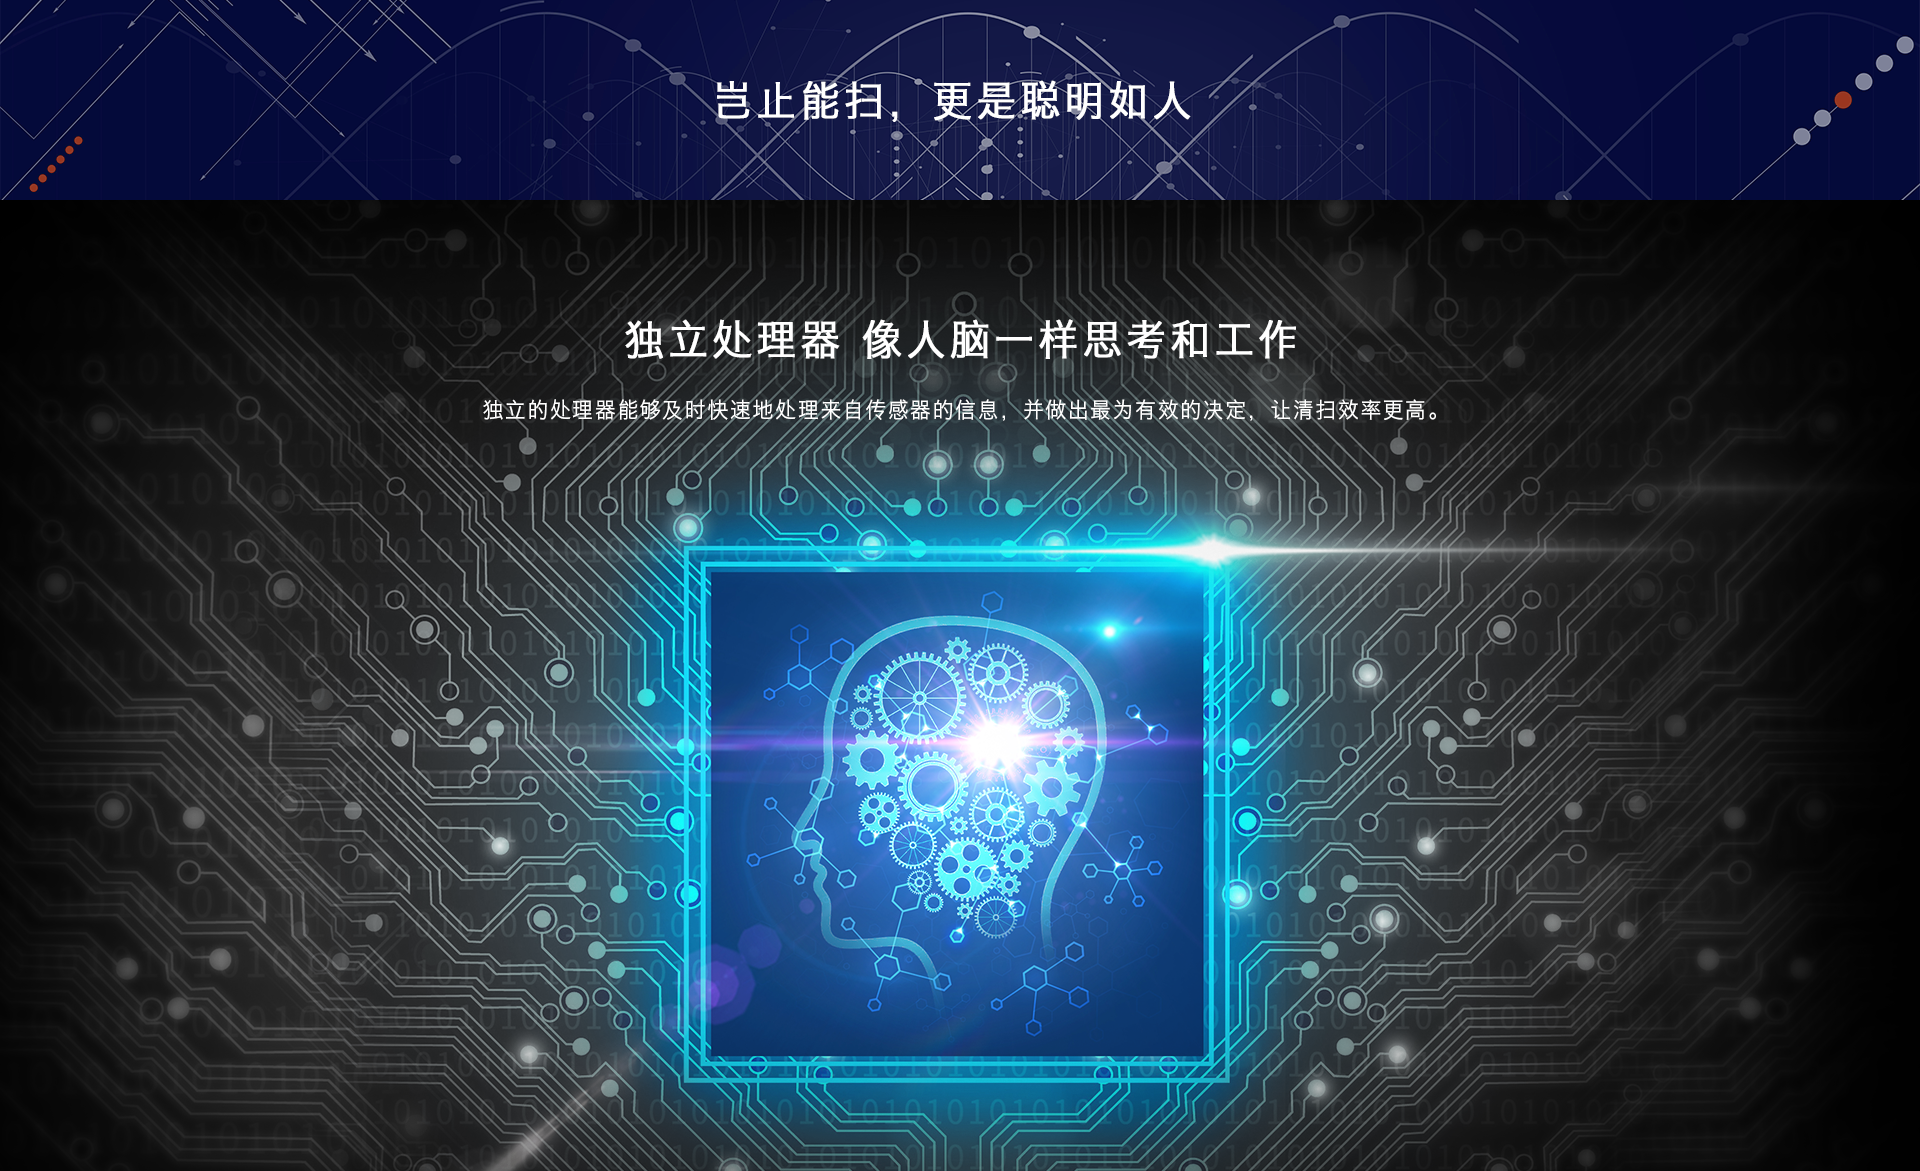 岂止能扫，更是聪明如人
独立处理器 像人脑一样思考和工作
独立的处理器能够及时快速地处理来自传感器的信息，并做出最为有效的决定，让清扫效率更高。